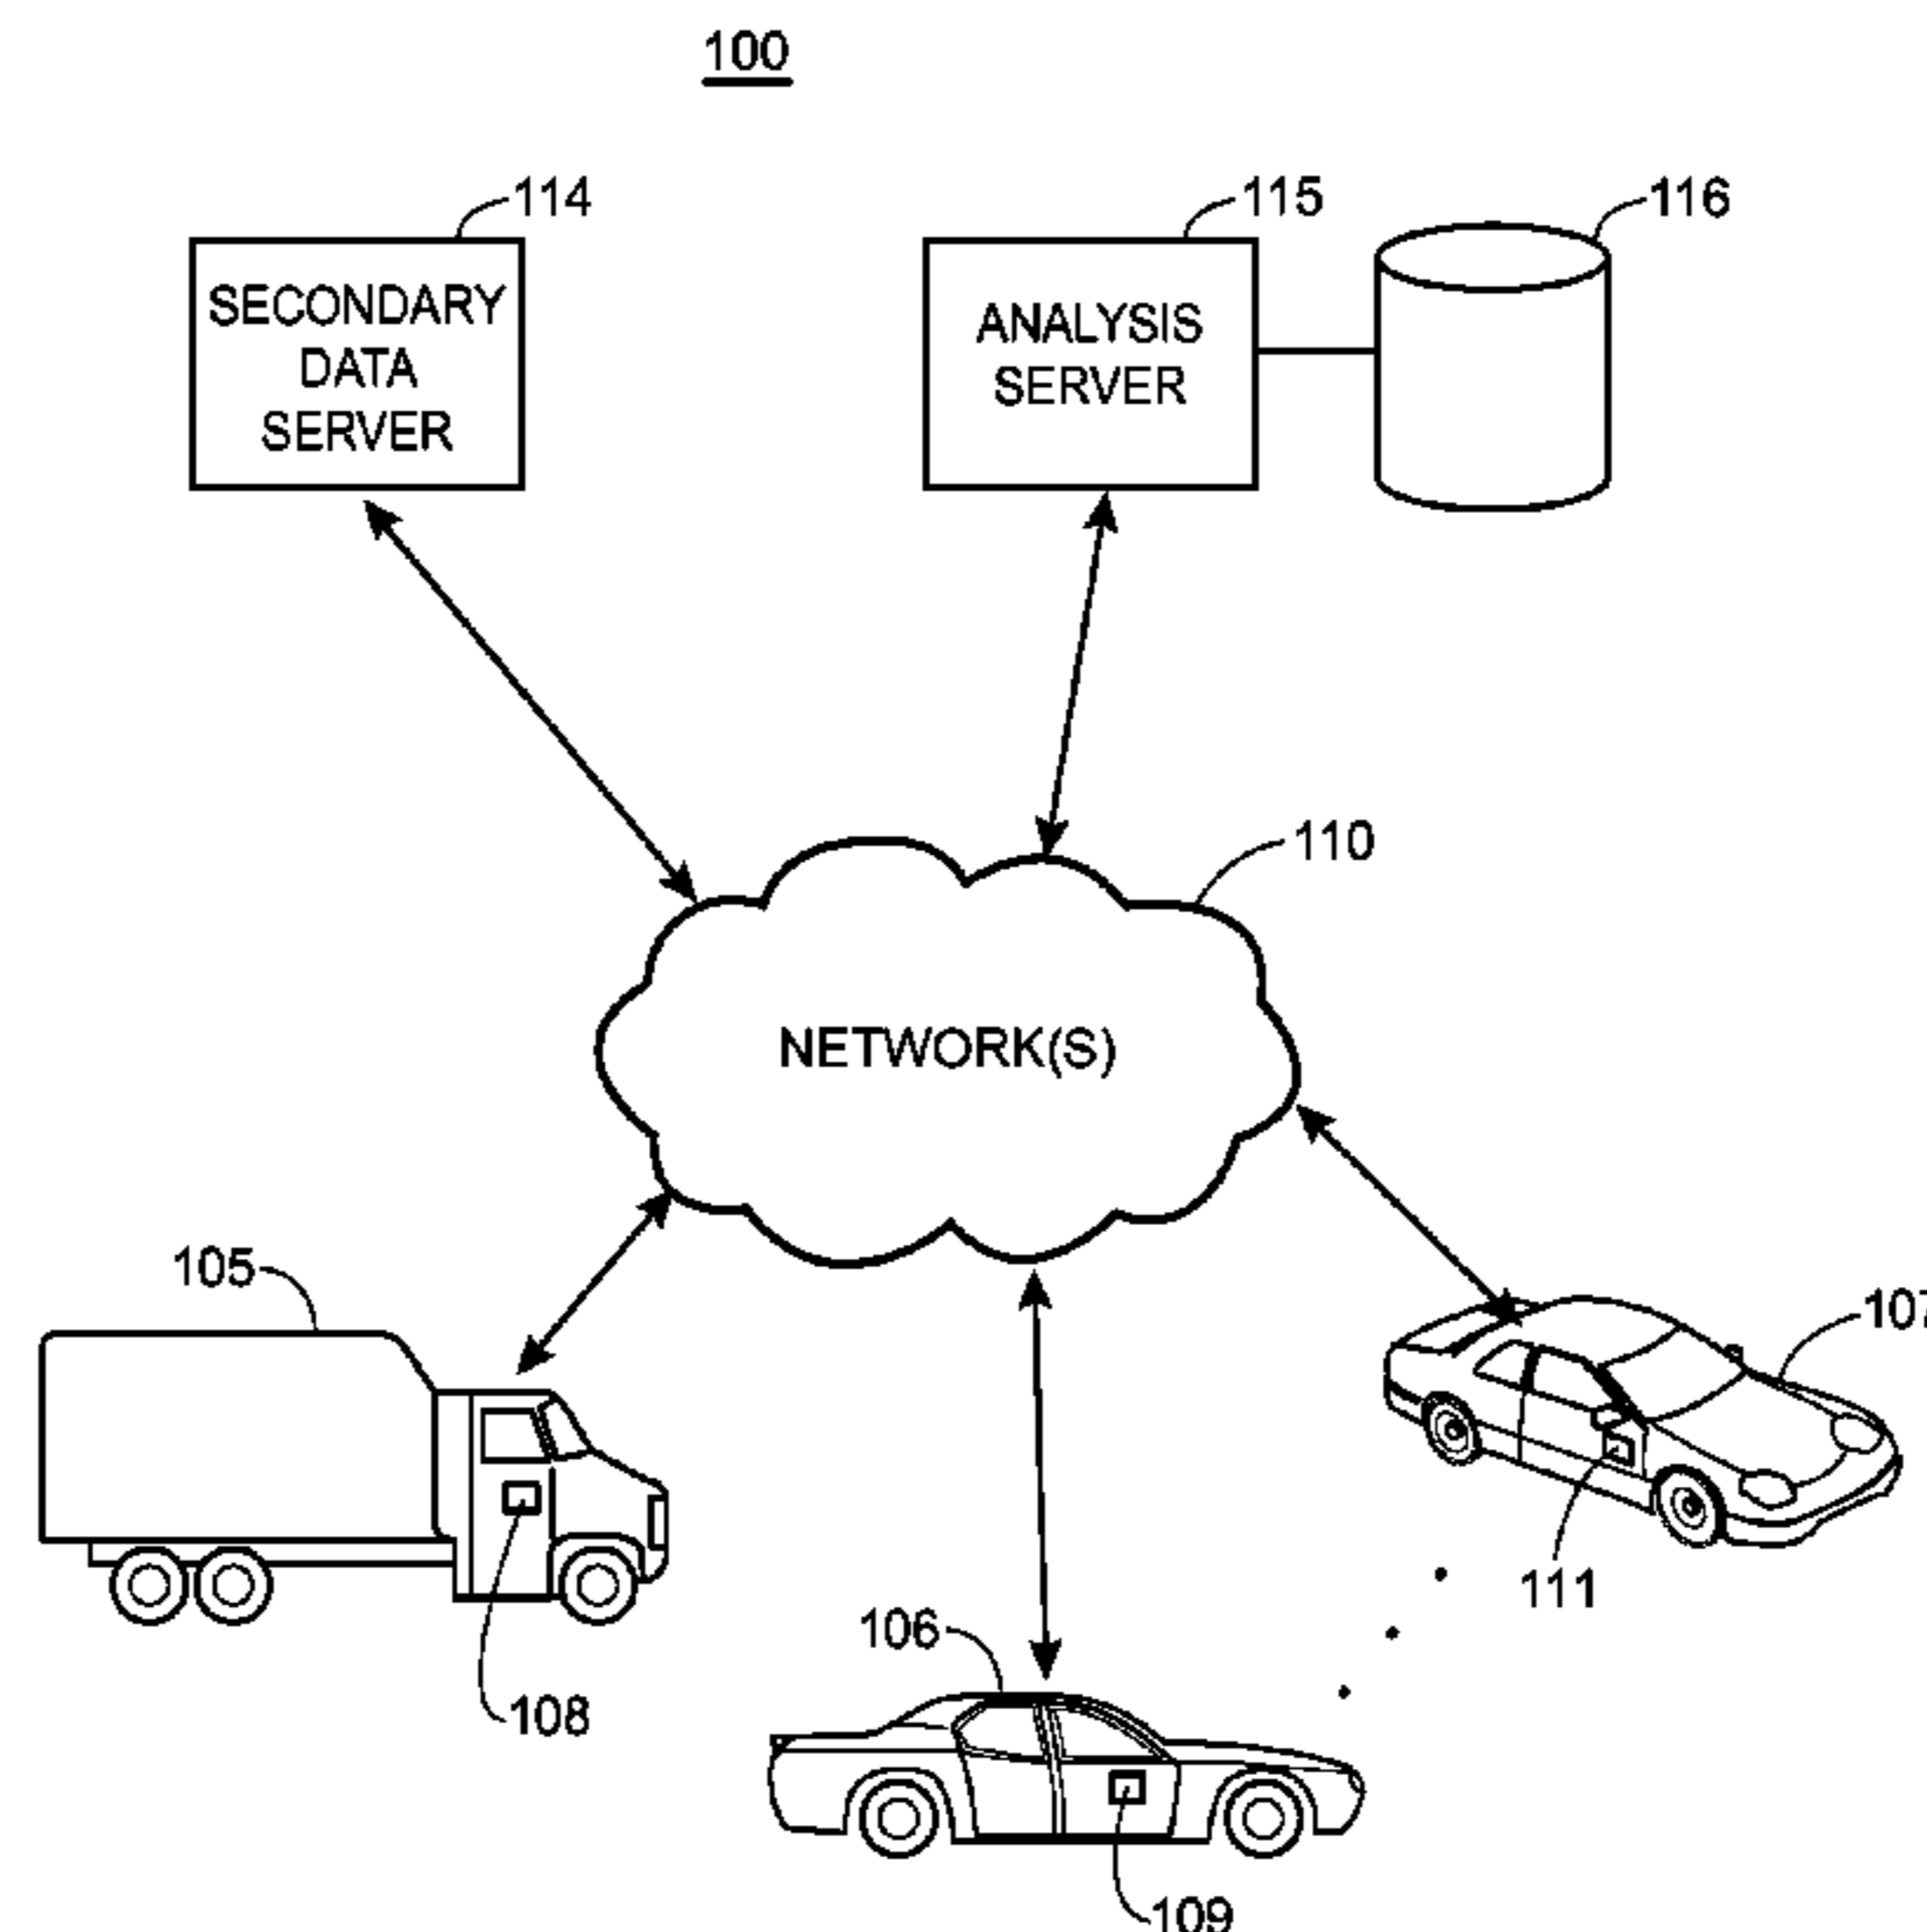 100
114
115
116
SECONDARY
DATA
SERVER
ANALYSIS
SERVER
110
NETWORK(S)
105
107
111
106
108
109